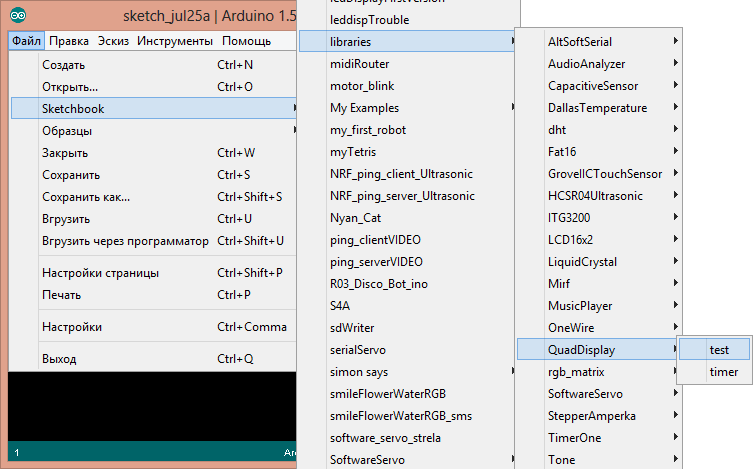 sketch_jul25a | Arduino 1.5
Файл Правка Эскиз Инструменты Помощь
Создать Ctrl+N
Открыть... Ctrl+O
Sketchbook
Образцы
Закрыть Ctrl+W
Сохранить Ctrl+S
Сохранить как... Ctrl+Shift+S
Вгрузить Ctrl+U
Вгрузить через программатор Ctrl+Shift+U
Настройки страницы Ctrl+Shift+P
Печать Ctrl+P
Настройки Ctrl+Comma
Выход Ctrl+Q
1 Ar
leddispTrouble
libraries
midiRouter
motor_blink
My Examples
my_first_robot
myTetris
NRF_ping_client_Ultrasonic
NRF_ping_server_Ultrasonic
Nyan_Cat
ping_clientVIDEO
ping_serverVIDEO
R03_Disco_Bot_ino
S4A
sdWriter
serialServo
simon says
smileFlowerWaterRGB
smileFlowerWaterRGB_sms
software_servo_strela
SoftwareServo
AltSoftSerial
AudioAnalyzer
CapacitiveSensor
DallasTemperature
dht
Fat16
GroveIICTouchSensor
HCSR04Ultrasonic
ITG3200
LCD16x2
LiquidCrystal
Mirf
MusicPlayer
OneWire
QuadDisplay
rgb_matrix
SoftwareServo
StepperAmperka
TimerOne
Tone
test
timer